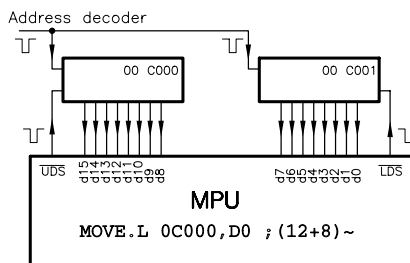 Address decoder
00 C000
00 C001
UDS
d15
d14
d13
d12
d11
d10
d9
d8
d7
d6
d5
d4
d3
d2
d1
d0
LDS
MPU
MOVE.L 0C000,D0 ;(12+8)~